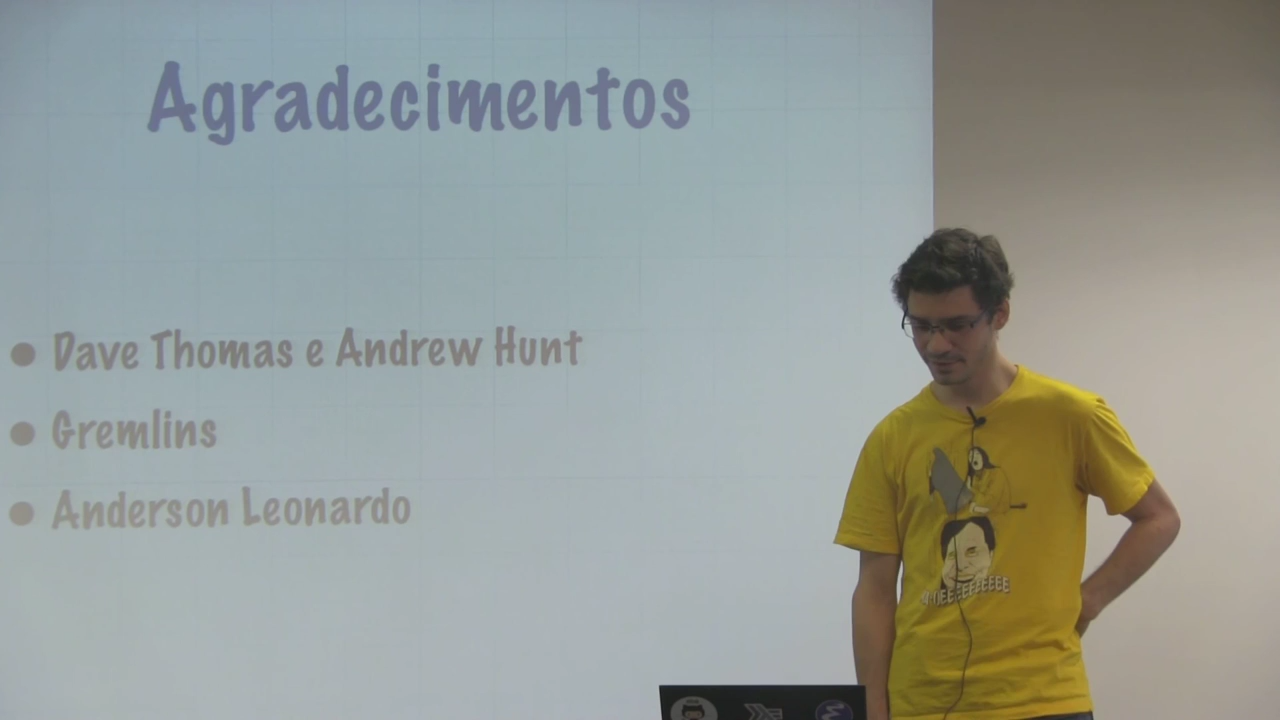 Agradecimentos
Dave Thomas e Andrew Hunt
Gremlins
Anderson Leonardo